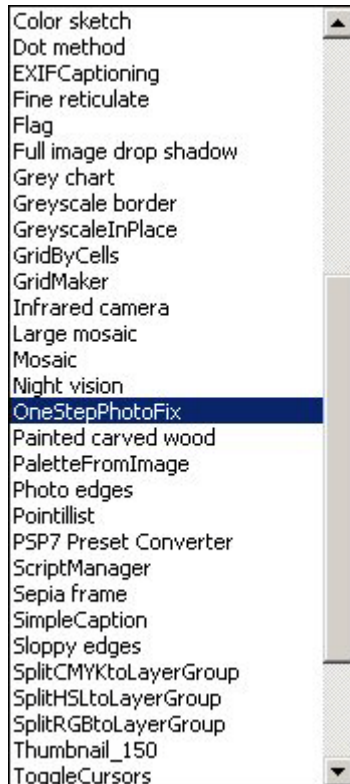 Color sketch
Dot method
EXIFCaptioning
Fine reticulate
Flag
Full image drop shadow
Grey chart
Greyscale border
GreyscaleInPlace
GridByCells
GridMaker
Infrared camera
Large mosaic
Mosaic
Night vision
OneStepPhotoFix
Painted carved wood
PaletteFromImage
Photo edges
Pointillist
PSP7 Preset Converter
ScriptManager
Sepia frame
SimpleCaption
Sloppy edges
SplitCMYKtoLayerGroup
SplitHSLtoLayerGroup
SplitRGBtoLayerGroup
Thumbnail_150
ToggleCursors